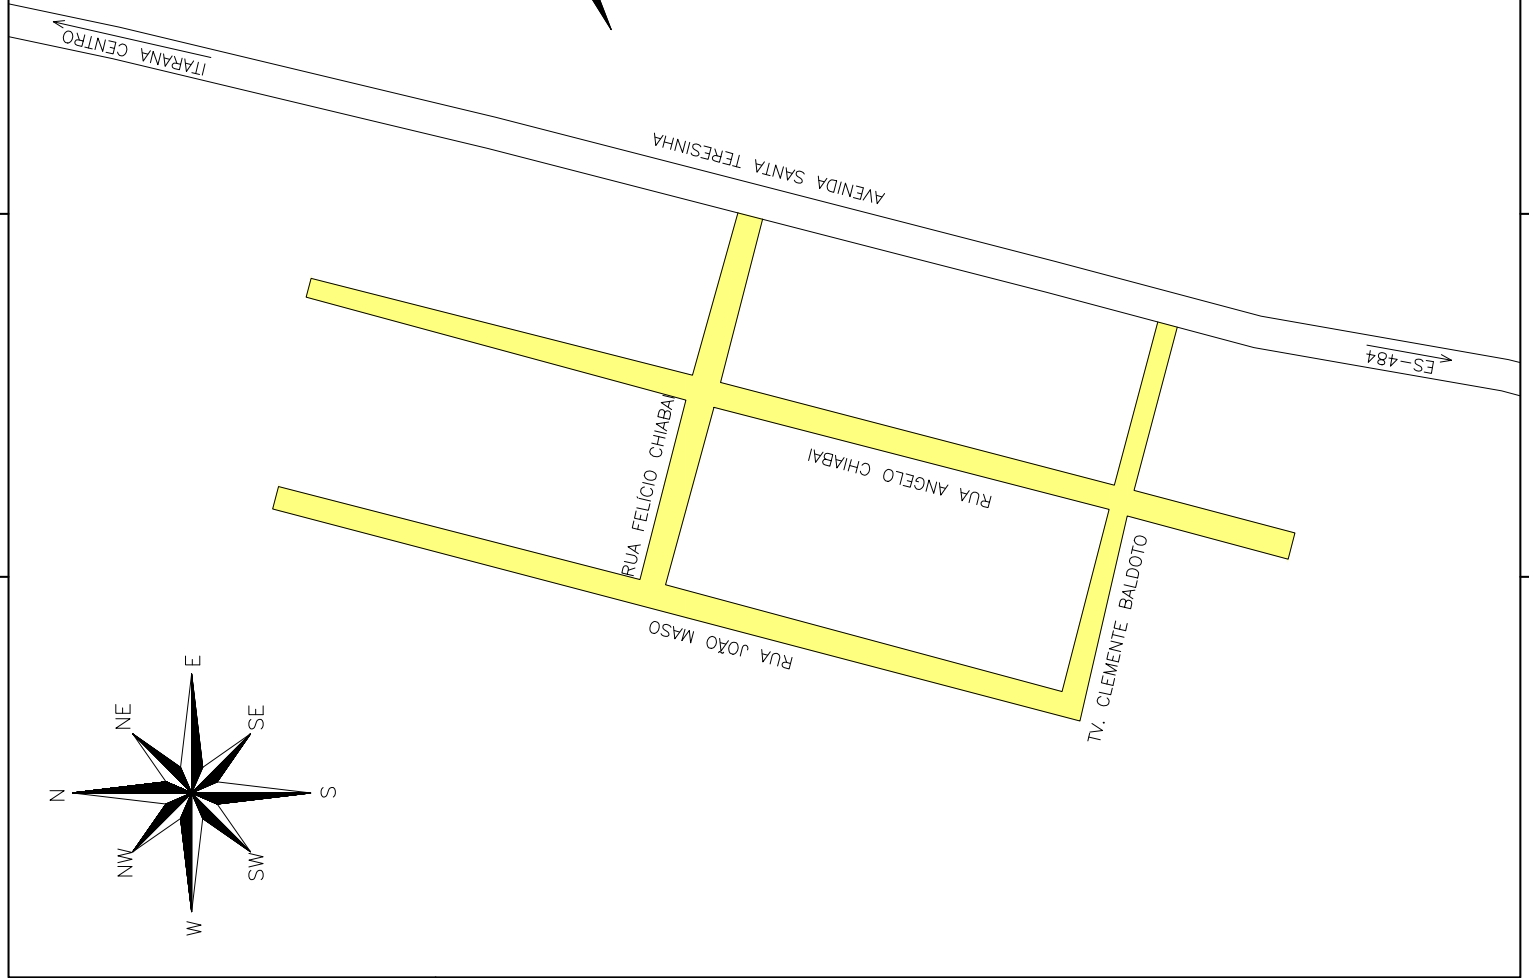 ITARANA CENTRO
AVENIDA SANTA TERESINHA
ES-484
RUA FELÍCIO CHIABAI
RUA ANGELO CHIABAI
TV. CLEMENTE BALDOTO
RUA JOÃO MASO
E
NE
SE
N
S
NW
SW
W